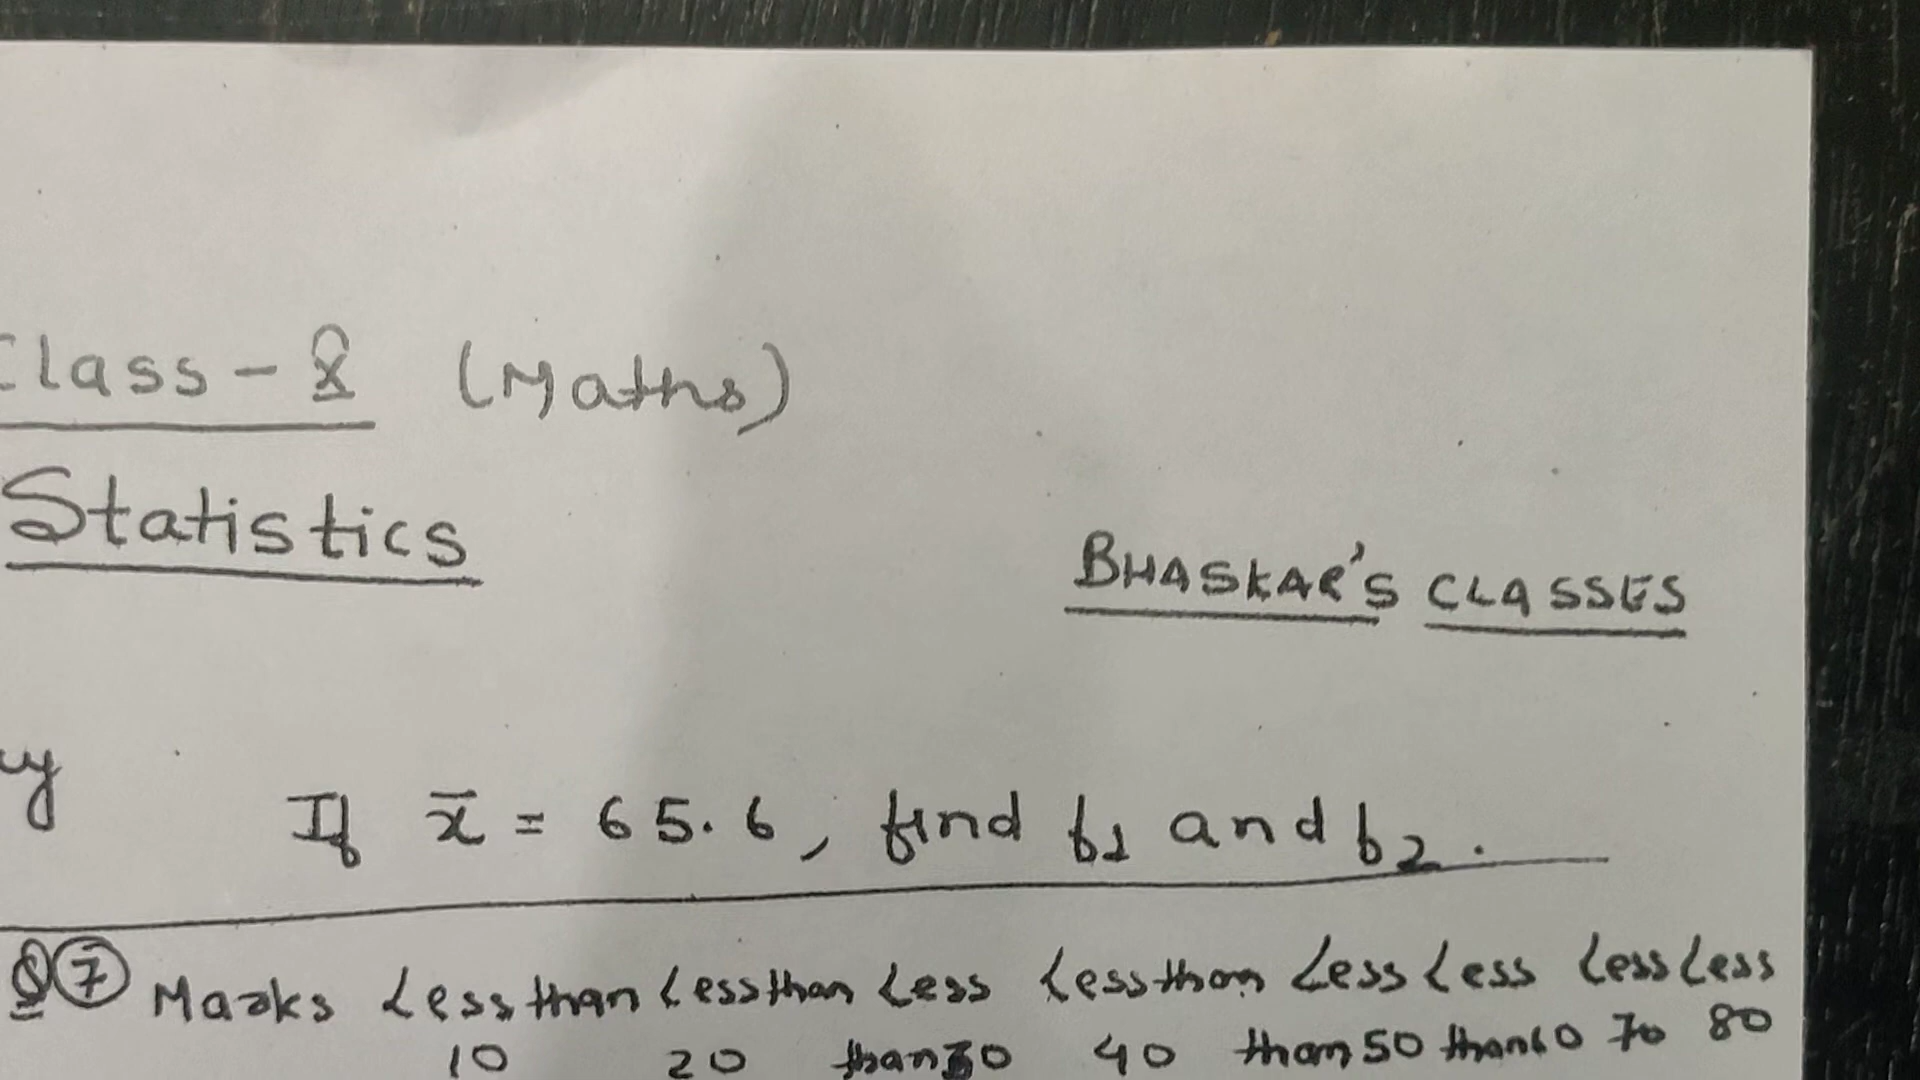 Class - X (Maths)
Statistics
BHASKAR'S CLASSES
If x̄ = 65.6, find f1 and f2.
Q7 Marks Less than Less than Less Less than Less Less Less Less
10 20 than 30 40 than 50 than 60 70 80